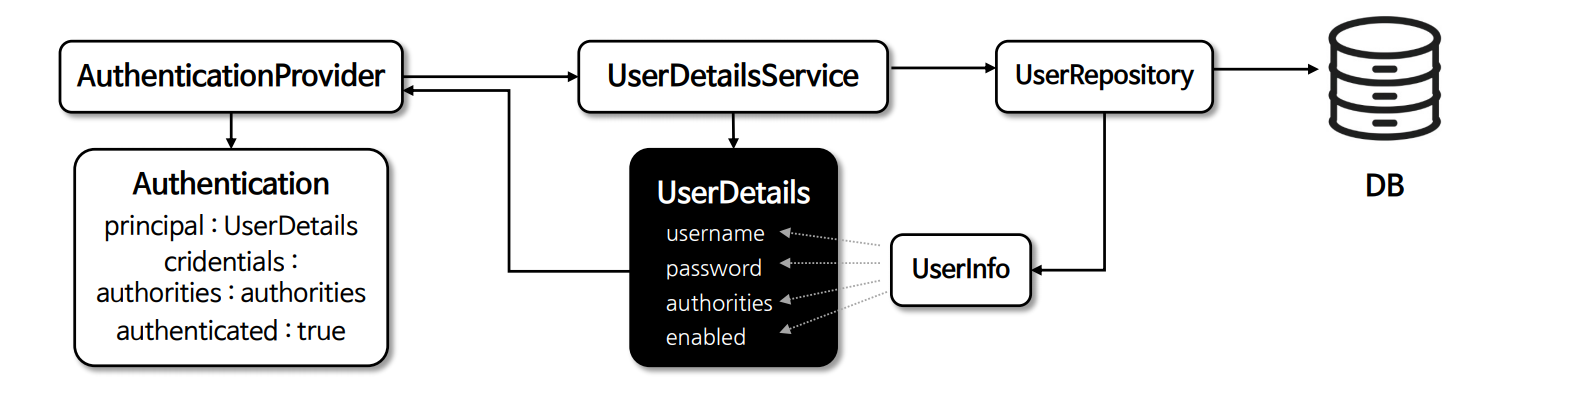 AuthenticationProvider
UserDetailsService
UserRepository
DB
Authentication
principal : UserDetails
cridentials :
authorities : authorities
authenticated : true
UserDetails
username
password
authorities
enabled
UserInfo